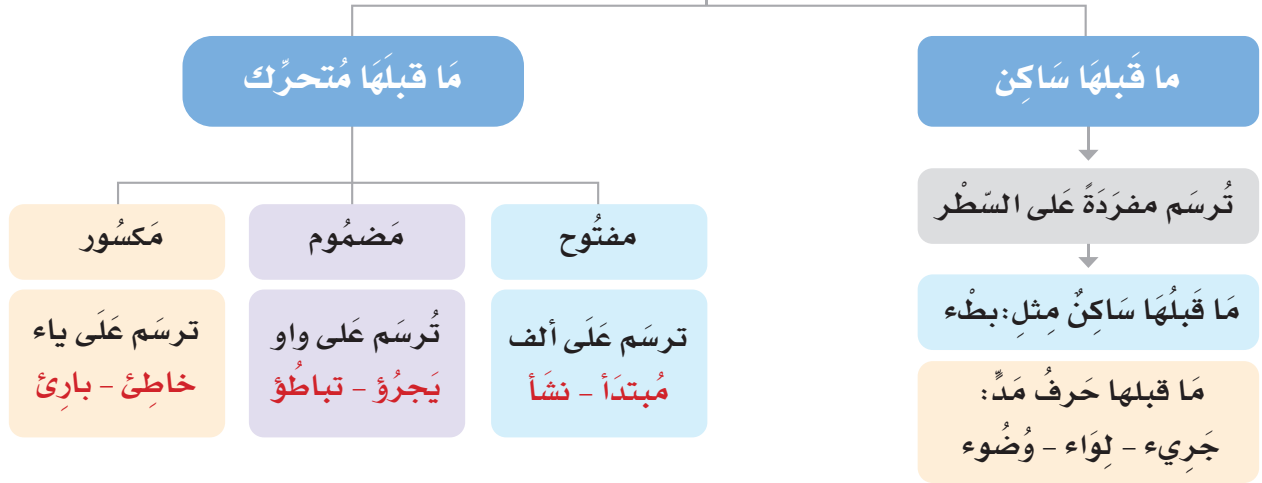 ما قَبلهَا سَاكِن
تُرسَم مفرَدَةً عَلى السّطْر
مَا قَبلُهَا سَاكِنٌ مِثلِ: بطْء
مَا قبلها حَرفُ مَدٍّ:
جَرِيء – لِوَاء – وُضُوء
مَا قبلَهَا مُتحرِّك
مفتُوح
ترسَم عَلَى ألف
مُبتدَأ – نشَأ
مَضمُوم
تُرسَم عَلى واو
يَجرُؤ – تباطُؤ
مَكسُور
ترسَم عَلَى ياء
خاطِئ – بارِئ